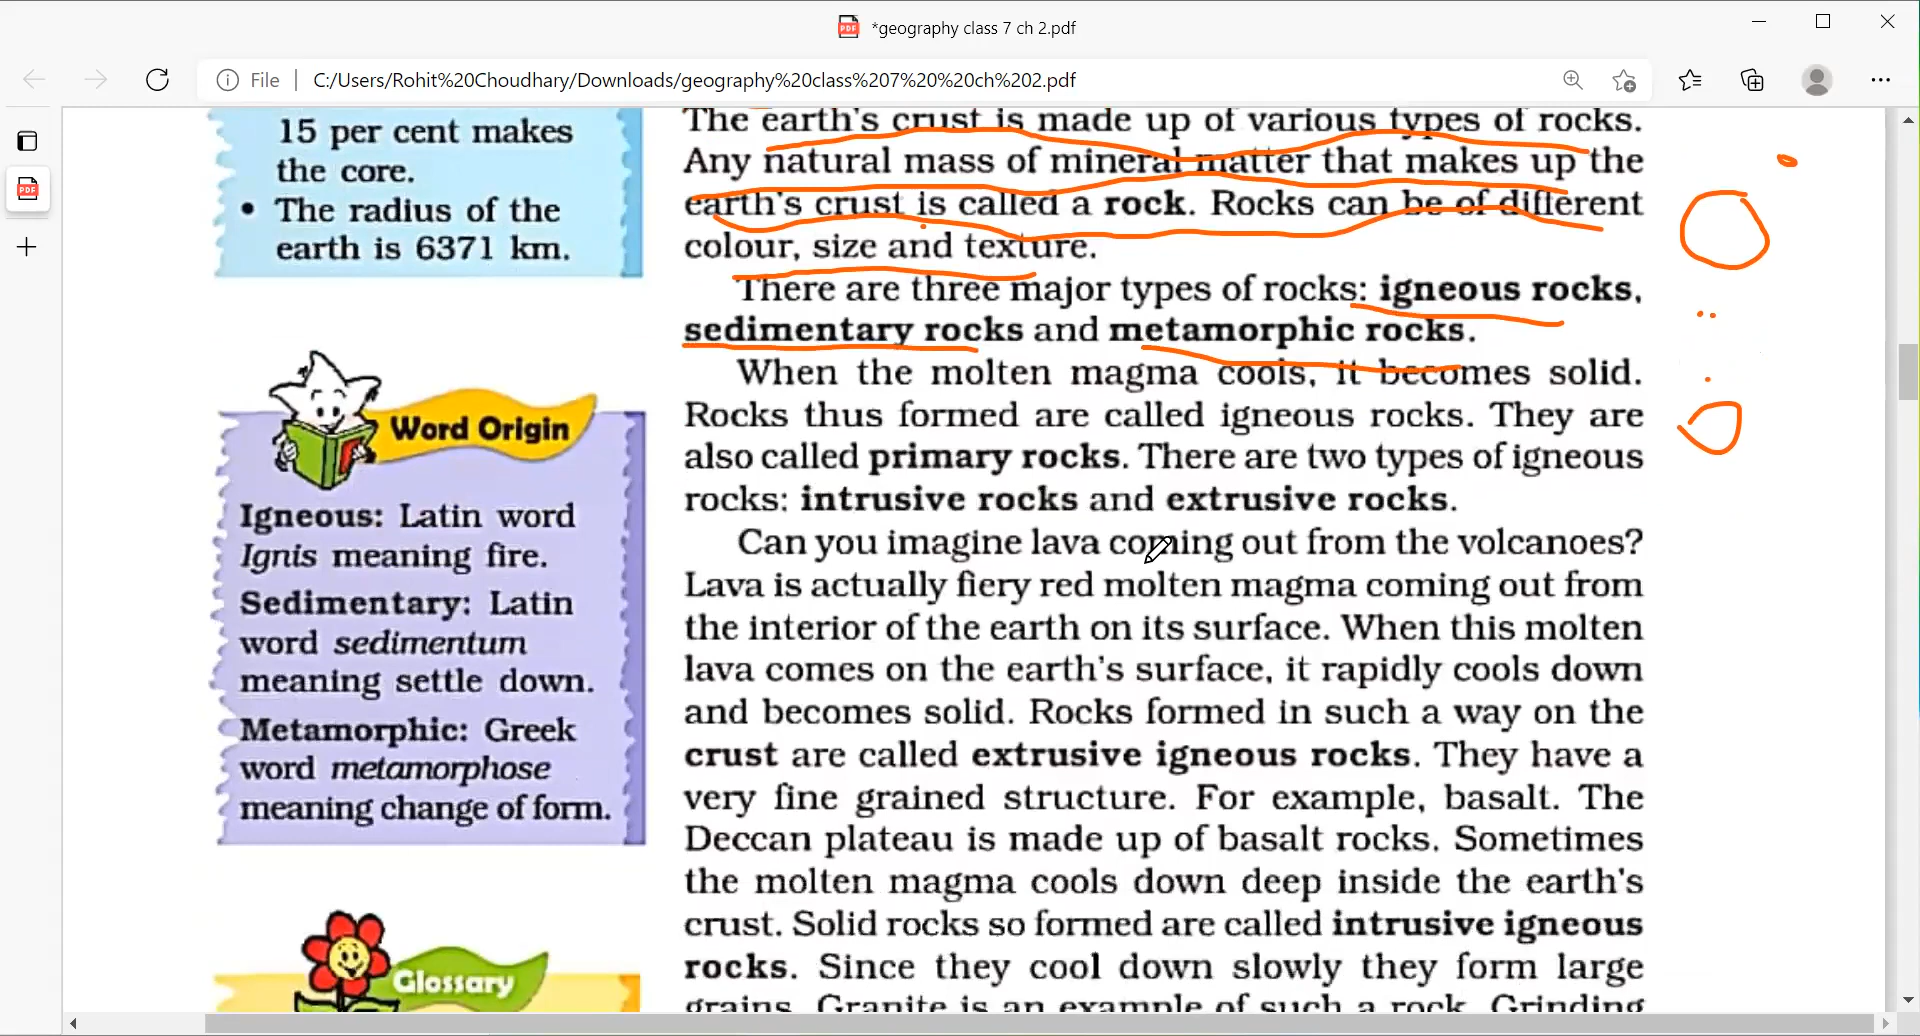 *geography class 7 ch 2.pdf
File
C:/Users/Rohit%20Choudhary/Downloads/geography%20class%207%20%20ch%202.pdf
15 per cent makes
the core.
• The radius of the
earth is 6371 km.
Word Origin
Igneous: Latin word
Ignis meaning fire.
Sedimentary: Latin
word sedimentum
meaning settle down.
Metamorphic: Greek
word metamorphose
meaning change of form.
Glossary
The earth's crust is made up of various types of rocks.
Any natural mass of mineral matter that makes up the
earth's crust is called a rock. Rocks can be of different
colour, size and texture.
There are three major types of rocks: igneous rocks,
sedimentary rocks and metamorphic rocks.
When the molten magma cools, it becomes solid.
Rocks thus formed are called igneous rocks. They are
also called primary rocks. There are two types of igneous
rocks: intrusive rocks and extrusive rocks.
Can you imagine lava coming out from the volcanoes?
Lava is actually fiery red molten magma coming out from
the interior of the earth on its surface. When this molten
lava comes on the earth's surface, it rapidly cools down
and becomes solid. Rocks formed in such a way on the
crust are called extrusive igneous rocks. They have a
very fine grained structure. For example, basalt. The
Deccan plateau is made up of basalt rocks. Sometimes
the molten magma cools down deep inside the earth's
crust. Solid rocks so formed are called intrusive igneous
rocks. Since they cool down slowly they form large
grains. Granite is an example of such a rock. Grinding